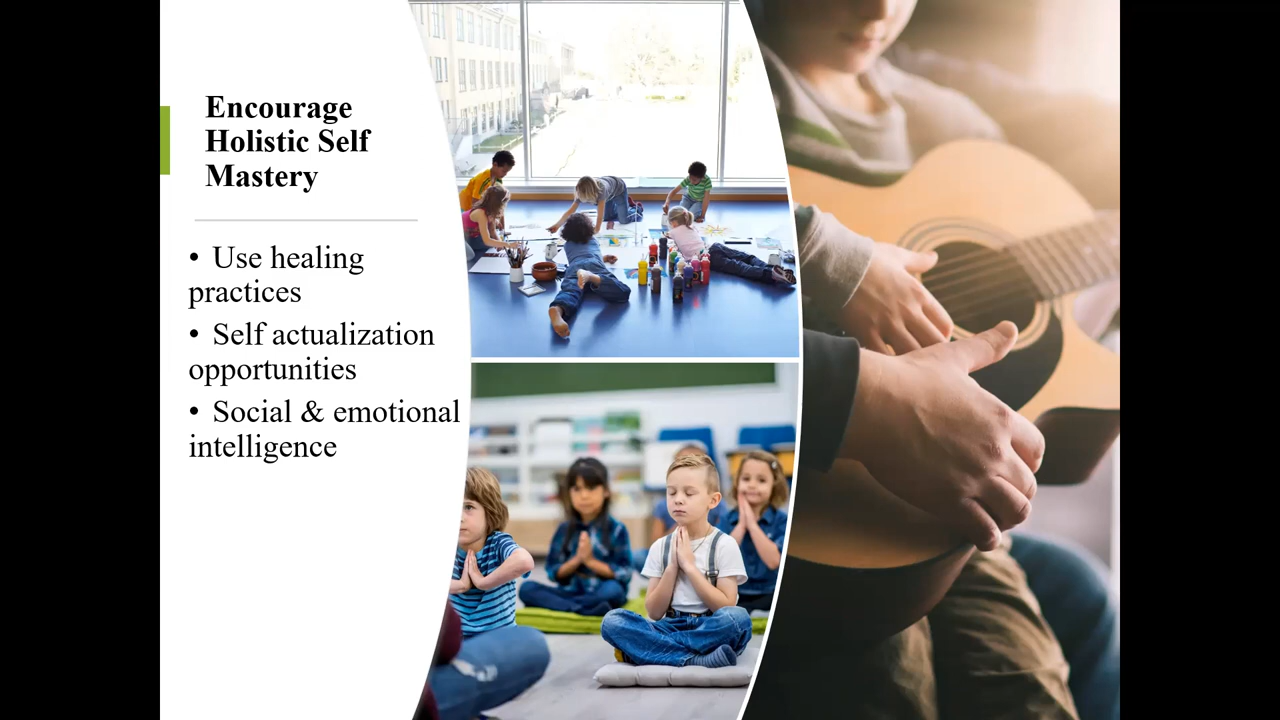 Encourage
Holistic Self
Mastery
• Use healing
practices
• Self actualization
opportunities
• Social & emotional
intelligence